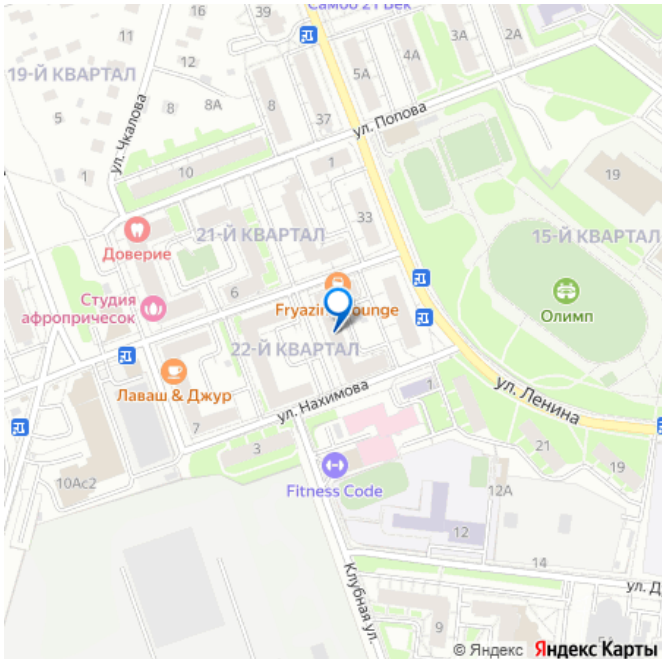 Самбо 21 Век
16
39
11
12
2А
3А
4А
5А
19-Й КВАРТАЛ
8
8А
5
37
ул. Попова
ул. Чкалова
1
10
1
19
33
Доверие
21-Й КВАРТАЛ
15-Й КВАРТАЛ
Студия
афропричесок
6
Олимп
22-Й КВАРТАЛ
Лаваш & Джур
ул. Нахимова
1
ул. Ленина
7
3
21
19
10Ас2
Fitness Code
12А
12
14
Клубная ул.
ул. Д
9
5А
© Яндекс Яндекс Карты